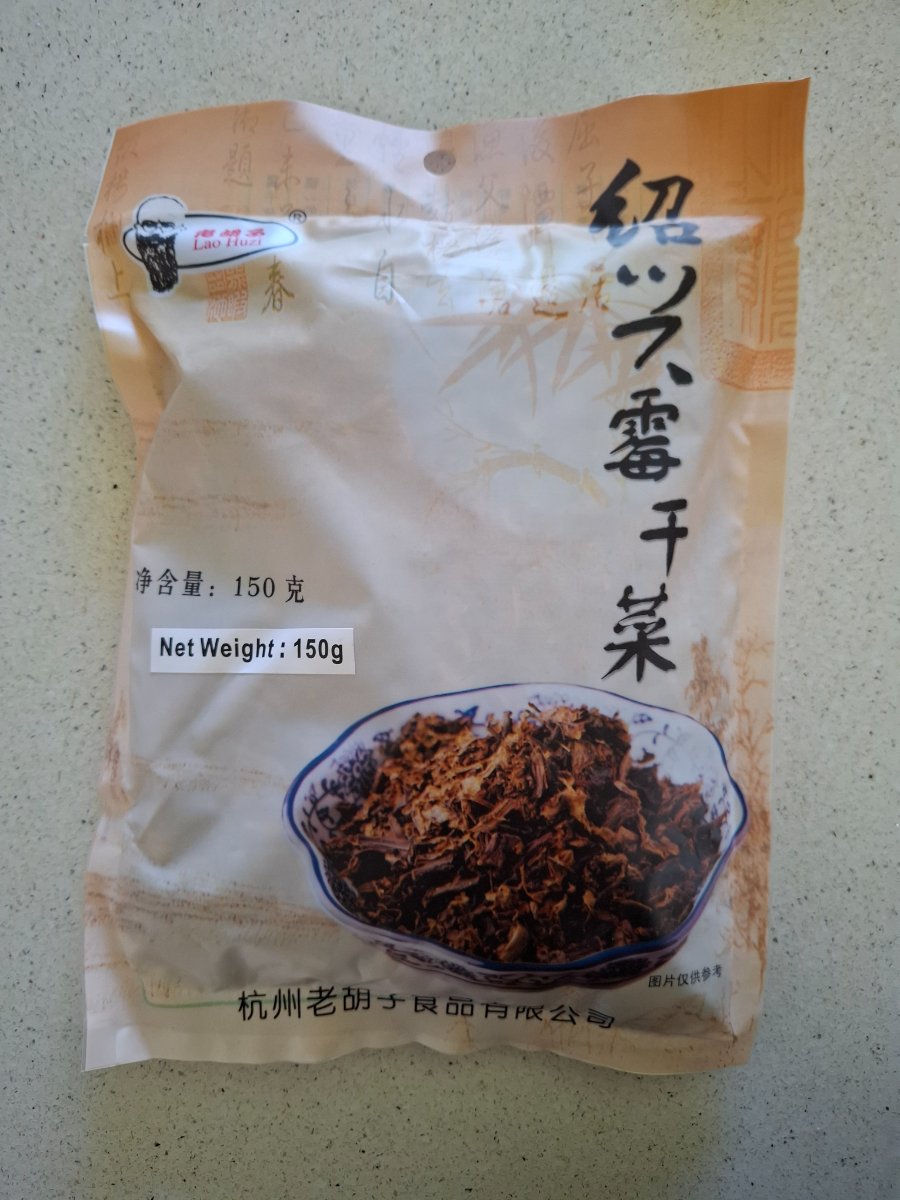 老胡子
Lao Huzi
®
绍兴霉干菜
净含量：150克
Net Weight: 150g
图片仅供参考
杭州老胡子食品有限公司